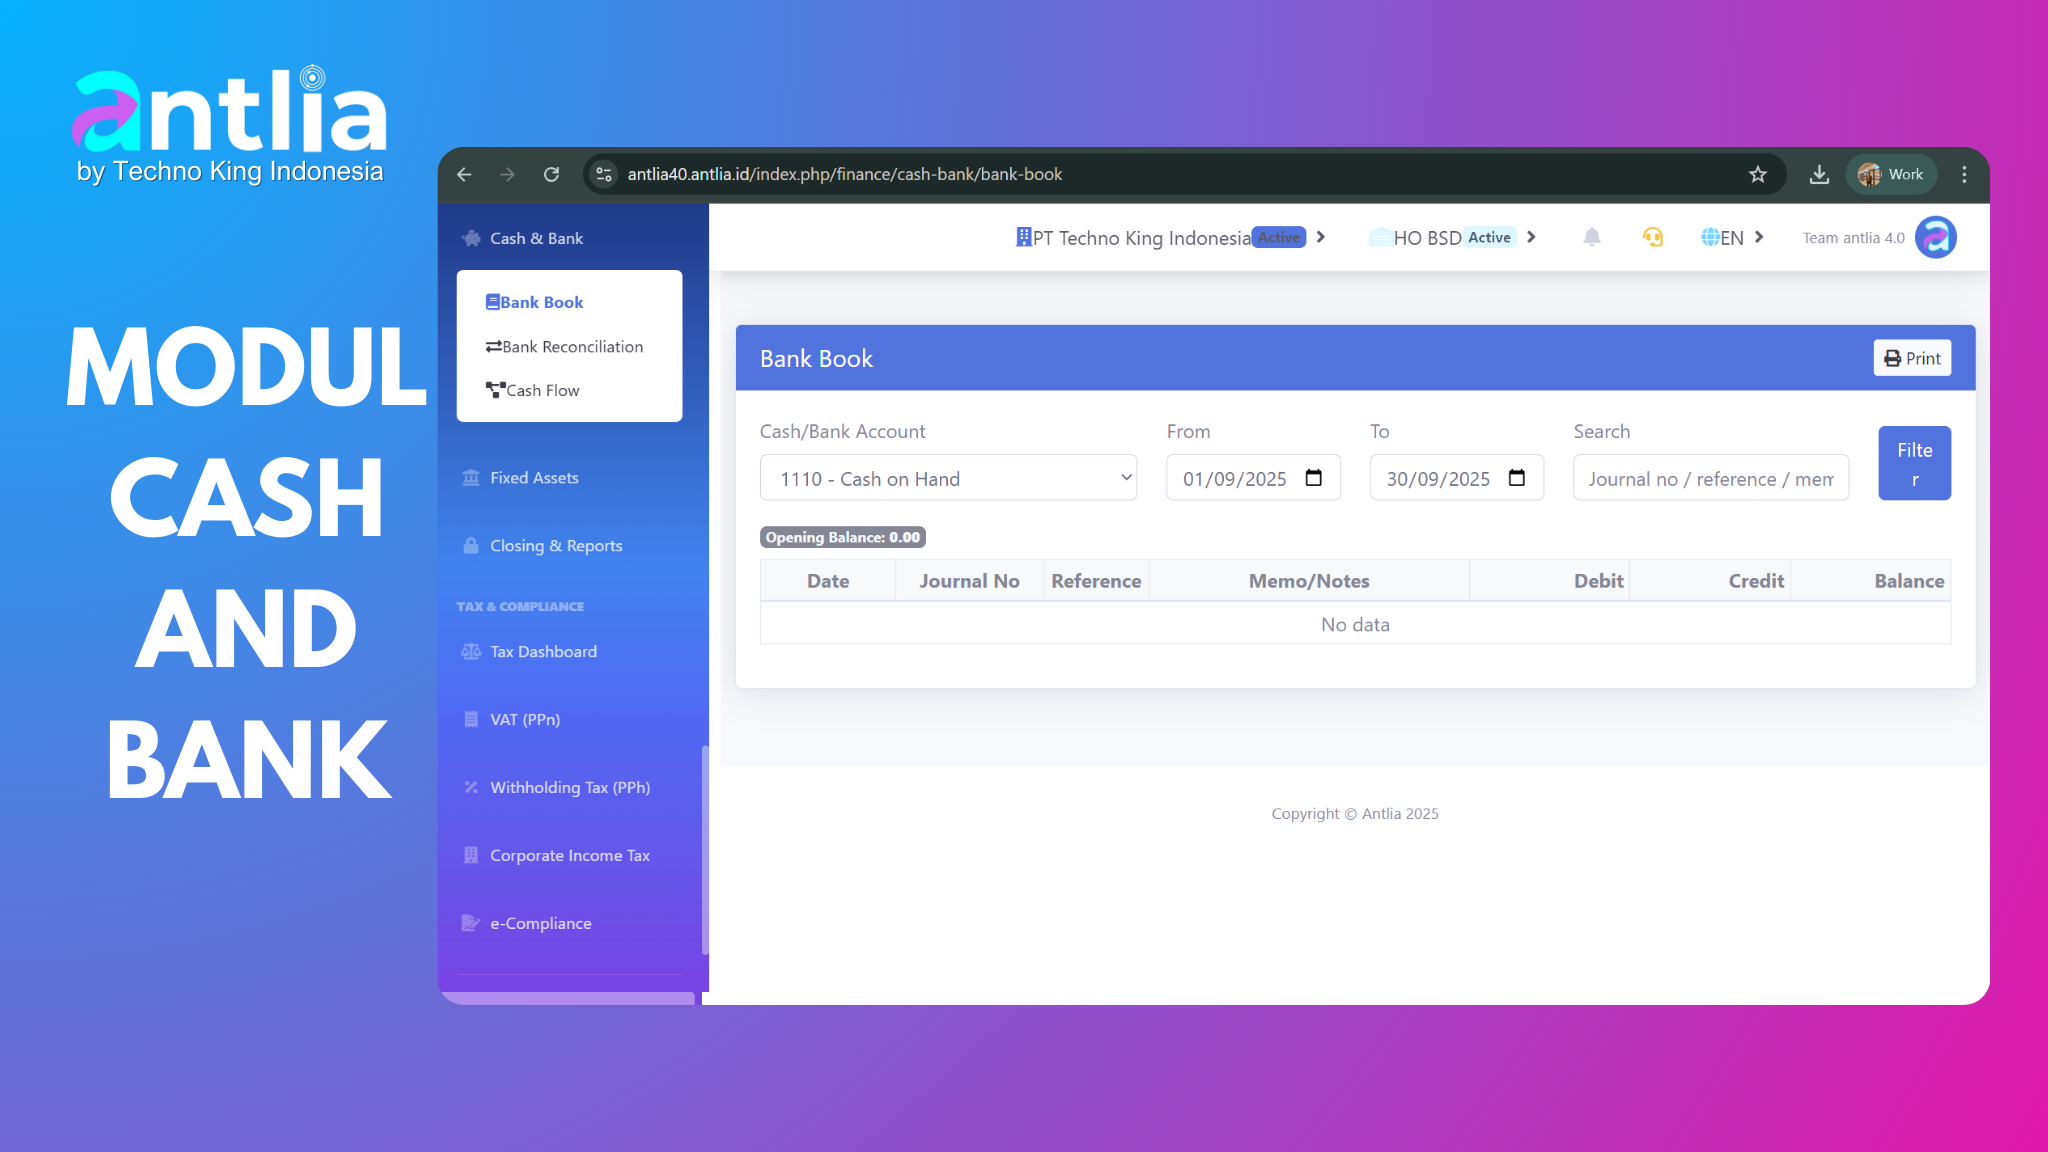 antlia
by Techno King Indonesia
MODUL
CASH
AND
BANK
antlia40.antlia.id/index.php/finance/cash-bank/bank-book
Work
Cash & Bank
Bank Book
Bank Reconciliation
Cash Flow
Fixed Assets
Closing & Reports
TAX & COMPLIANCE
Tax Dashboard
VAT (PPn)
Withholding Tax (PPh)
Corporate Income Tax
e-Compliance
PT Techno King Indonesia Active
HO BSD Active
EN
Team antlia 4.0
Bank Book
Print
Cash/Bank Account
From
To
Search
1110 - Cash on Hand
01/09/2025
30/09/2025
Journal no / reference / mem
Filte
r
Opening Balance: 0.00
Date Journal No Reference Memo/Notes Debit Credit Balance
No data
Copyright © Antlia 2025